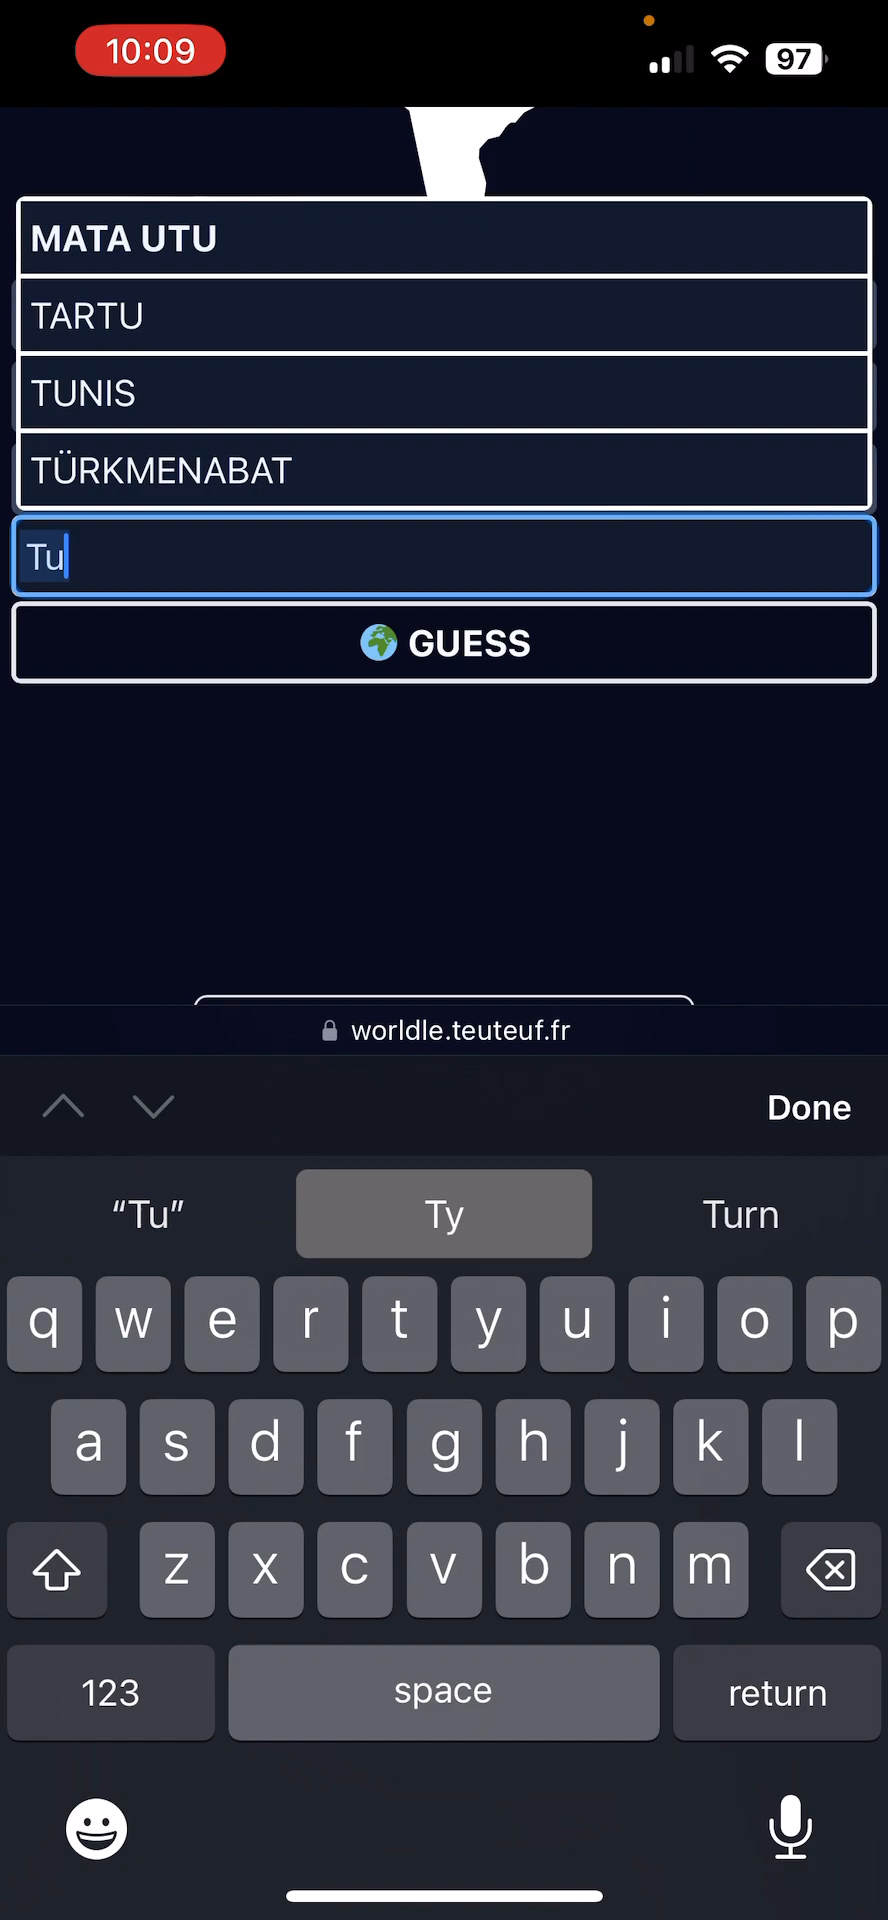 10:09
97
MATA UTU
TARTU
TUNIS
TÜRKMENABAT
Tu
GUESS
worldle.teuteuf.fr
Done
“Tu” Ty Turn
q w e r t y u i o p
a s d f g h j k l
z x c v b n m
123 space return